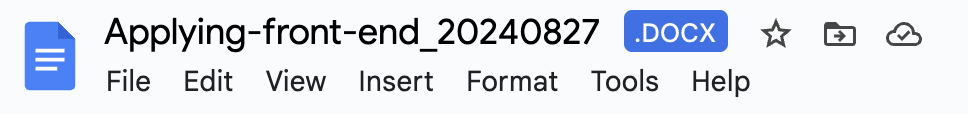 Applying-front-end_20240827 .DOCX
File Edit View Insert Format Tools Help